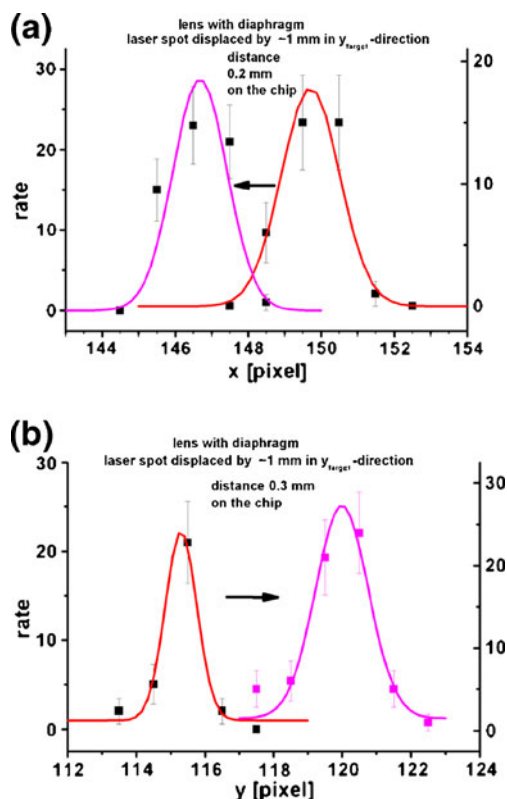 (a)
lens with diaphragm
laser spot displaced by ~1 mm in yTarget-direction
distance
0.2 mm
on the chip
30
20
10
0
rate
20
10
0
144 146 148 150 152 154
x [pixel]
(b)
lens with diaphragm
laser spot displaced by ~1 mm in yTarget-direction
distance 0.3 mm
on the chip
30
20
10
0
rate
30
20
10
0
112 114 116 118 120 122 124
y [pixel]